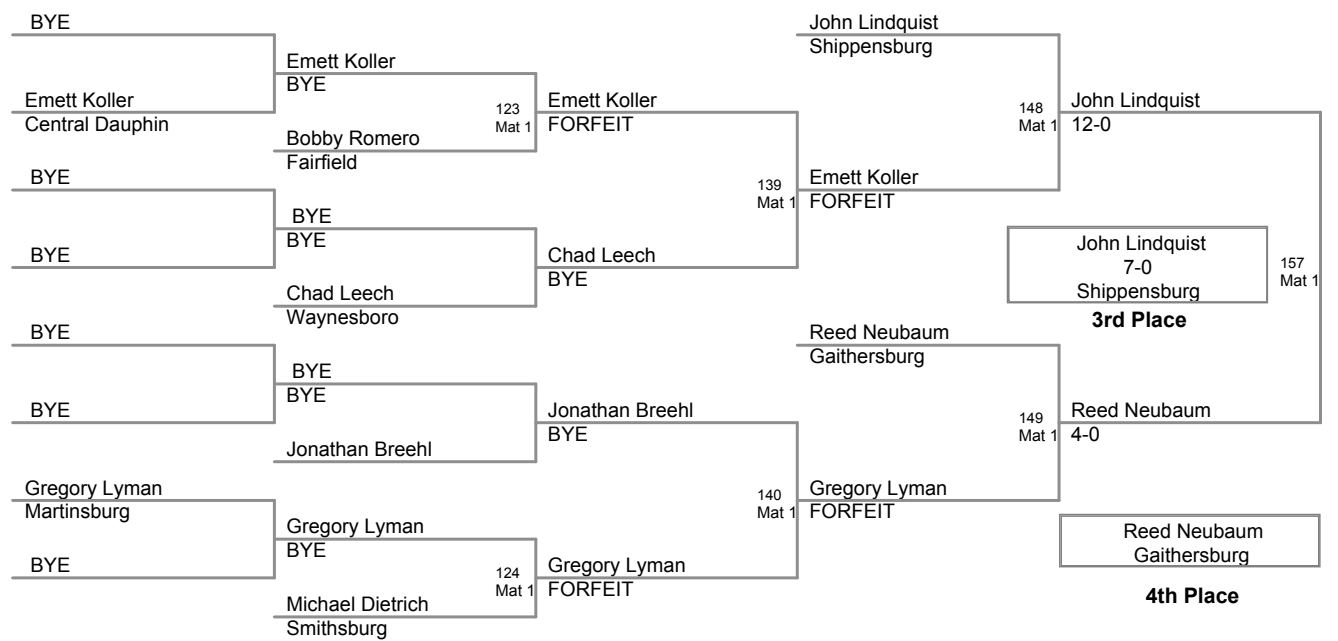 BYE
Emett Koller
Central Dauphin
BYE
BYE
BYE
BYE
Gregory Lyman
Martinsburg
BYE
Emett Koller
BYE
Bobby Romero
Fairfield
BYE
BYE
Chad Leech
Waynesboro
BYE
BYE
Jonathan Breehl
Gregory Lyman
BYE
Michael Dietrich
Smithsburg
123
Mat 1
124
Mat 1
Emett Koller
FORFEIT
Chad Leech
BYE
Jonathan Breehl
BYE
Gregory Lyman
FORFEIT
139
Mat 1
140
Mat 1
John Lindquist
Shippensburg
Emett Koller
FORFEIT
Reed Neubaum
Gaithersburg
Gregory Lyman
FORFEIT
148
Mat 1
149
Mat 1
John Lindquist
12-0
Reed Neubaum
4-0
157
Mat 1
John Lindquist
7-0
Shippensburg
3rd Place
Reed Neubaum
Gaithersburg
4th Place